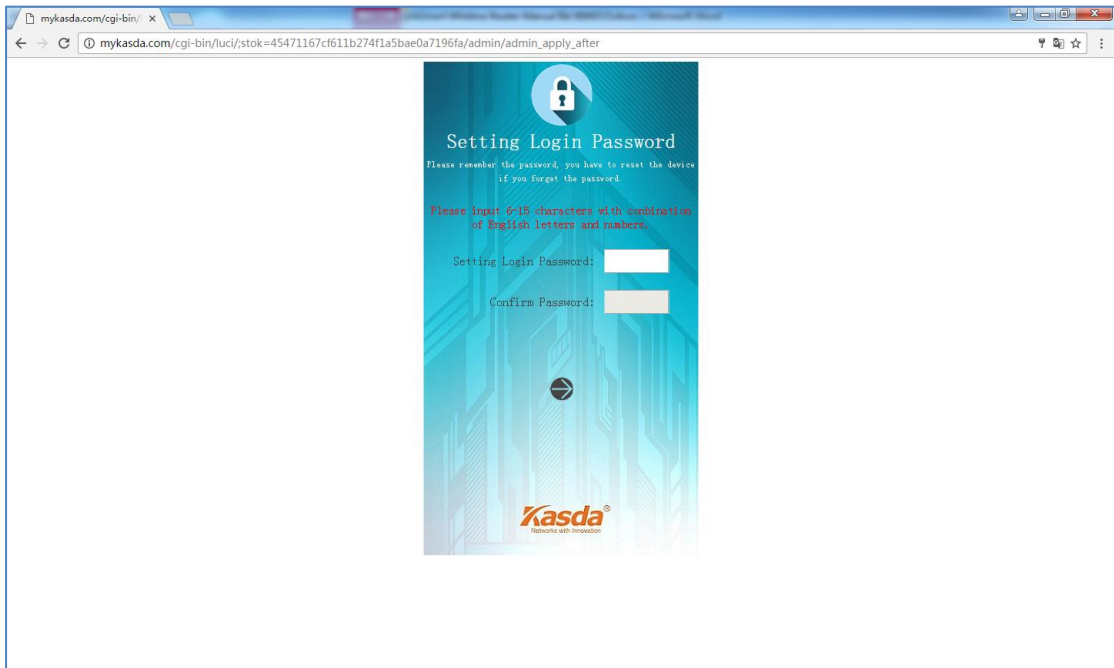 mykasda.com/cgi-bin/l
mykasda.com/cgi-bin/luci/;stok=45471167cf611b274f1a5bae0a7196fa/admin/admin_apply_after
Setting Login Password
Please remember the password, you have to reset the device
if you forget the password
Please input 6-15 characters with conbination
of English letters and numbers.
Setting Login Password:
Confirm Password:
Kasda®
Networks with Innovation